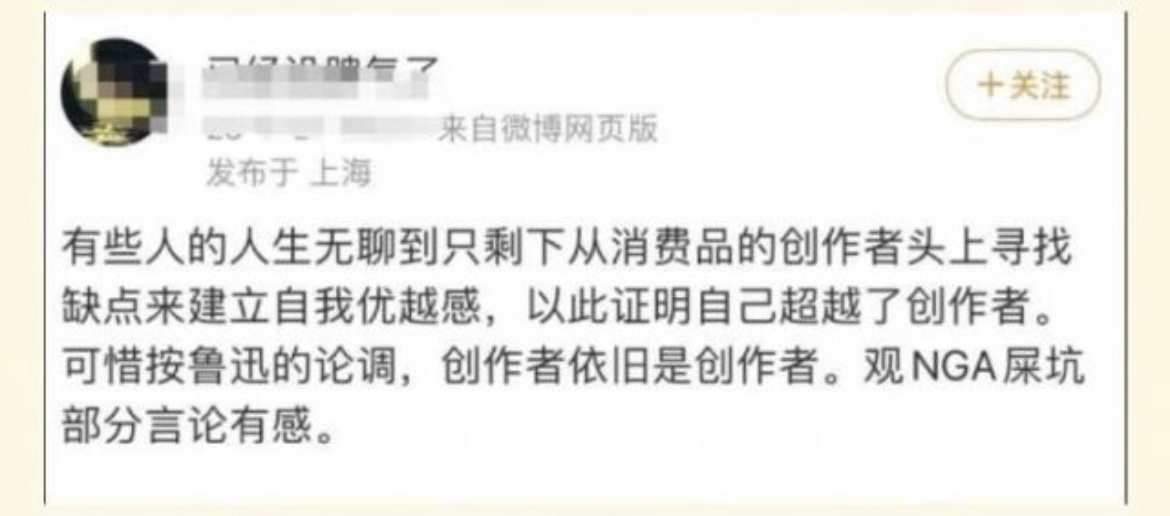 +关注
来自微博网页版
发布于 上海
有些人的人生无聊到只剩下从消费品的创作者头上寻找
缺点来建立自我优越感，以此证明自己超越了创作者。
可惜按鲁迅的论调，创作者依旧是创作者。观NGA屎坑
部分言论有感。